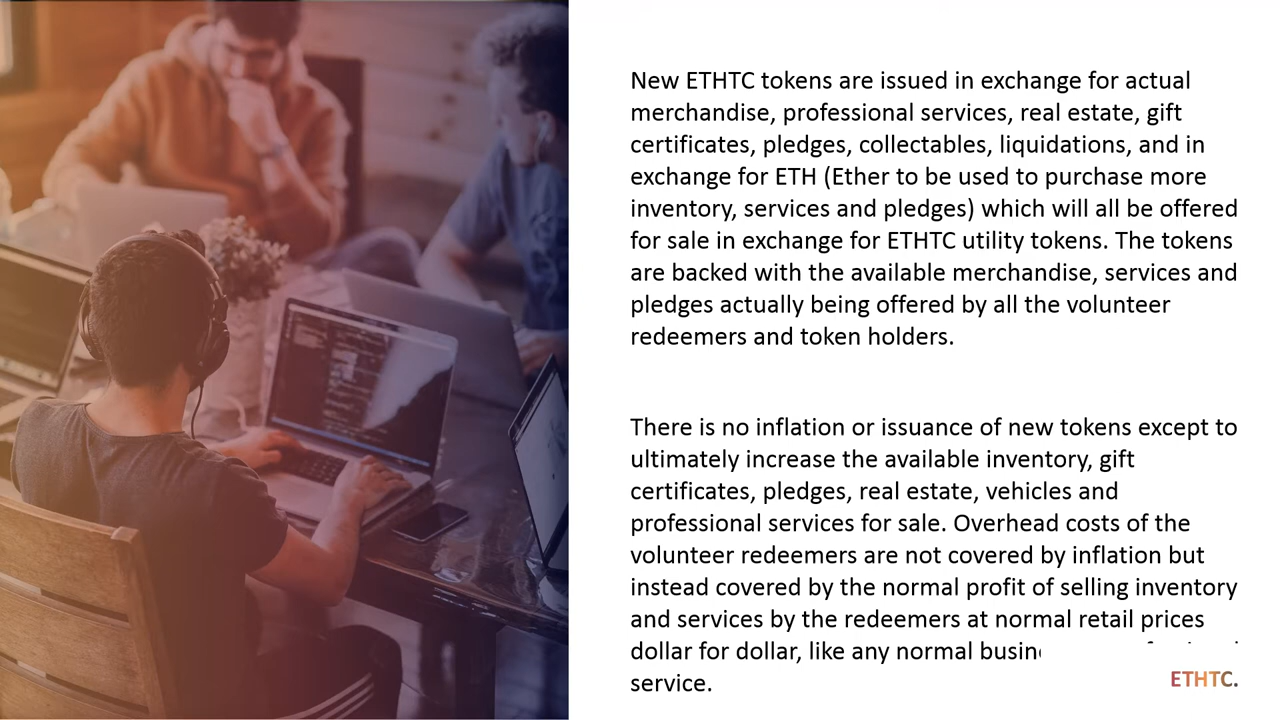 New ETHTC tokens are issued in exchange for actual
merchandise, professional services, real estate, gift
certificates, pledges, collectables, liquidations, and in
exchange for ETH (Ether to be used to purchase more
inventory, services and pledges) which will all be offered
for sale in exchange for ETHTC utility tokens. The tokens
are backed with the available merchandise, services and
pledges actually being offered by all the volunteer
redeemers and token holders.
There is no inflation or issuance of new tokens except to
ultimately increase the available inventory, gift
certificates, pledges, real estate, vehicles and
professional services for sale. Overhead costs of the
volunteer redeemers are not covered by inflation but
instead covered by the normal profit of selling inventory
and services by the redeemers at normal retail prices
dollar for dollar, like any normal
service.
ETHTC.